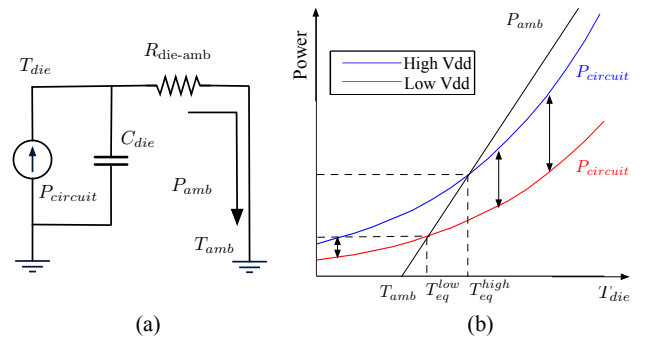 T_die
R_die-amb
C_die
P_circuit
P_amb
T_amb
(a)
Power
P_amb
High Vdd
Low Vdd
P_circuit
P_circuit
T_amb
T_eq^low
T_eq^high
T_die
(b)